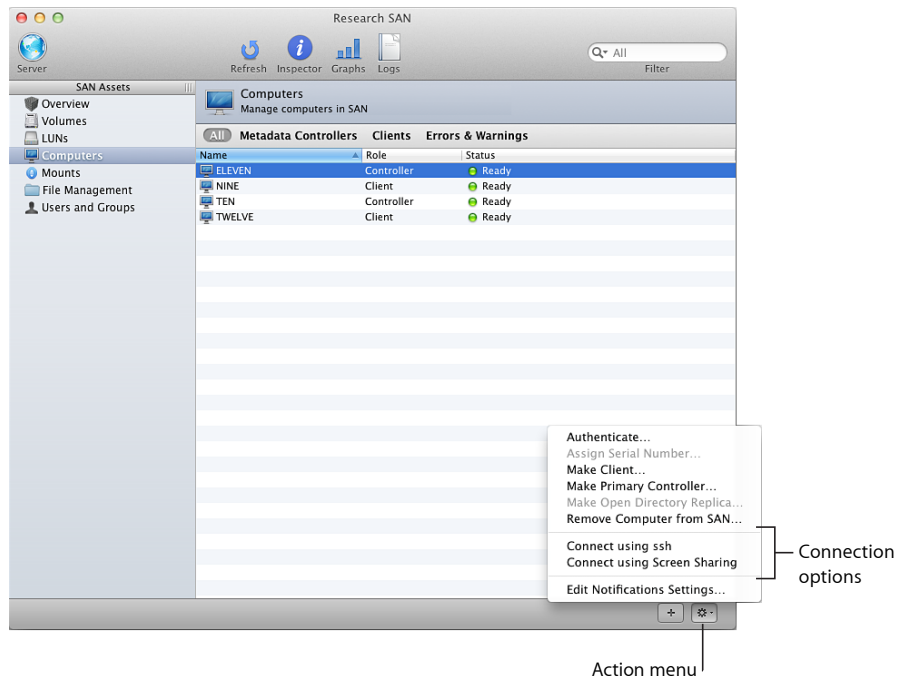 Research SAN
Server
Refresh Inspector Graphs Logs
All
Filter
SAN Assets
Overview
Volumes
LUNs
Computers
Mounts
File Management
Users and Groups
Computers
Manage computers in SAN
All Metadata Controllers Clients Errors & Warnings
Name Role Status
ELEVEN Controller Ready
NINE Client Ready
TEN Controller Ready
TWELVE Client Ready
Authenticate...
Assign Serial Number...
Make Client...
Make Primary Controller...
Make Open Directory Replica...
Remove Computer from SAN...
Connect using ssh
Connect using Screen Sharing
Edit Notifications Settings...
Connection
options
Action menu